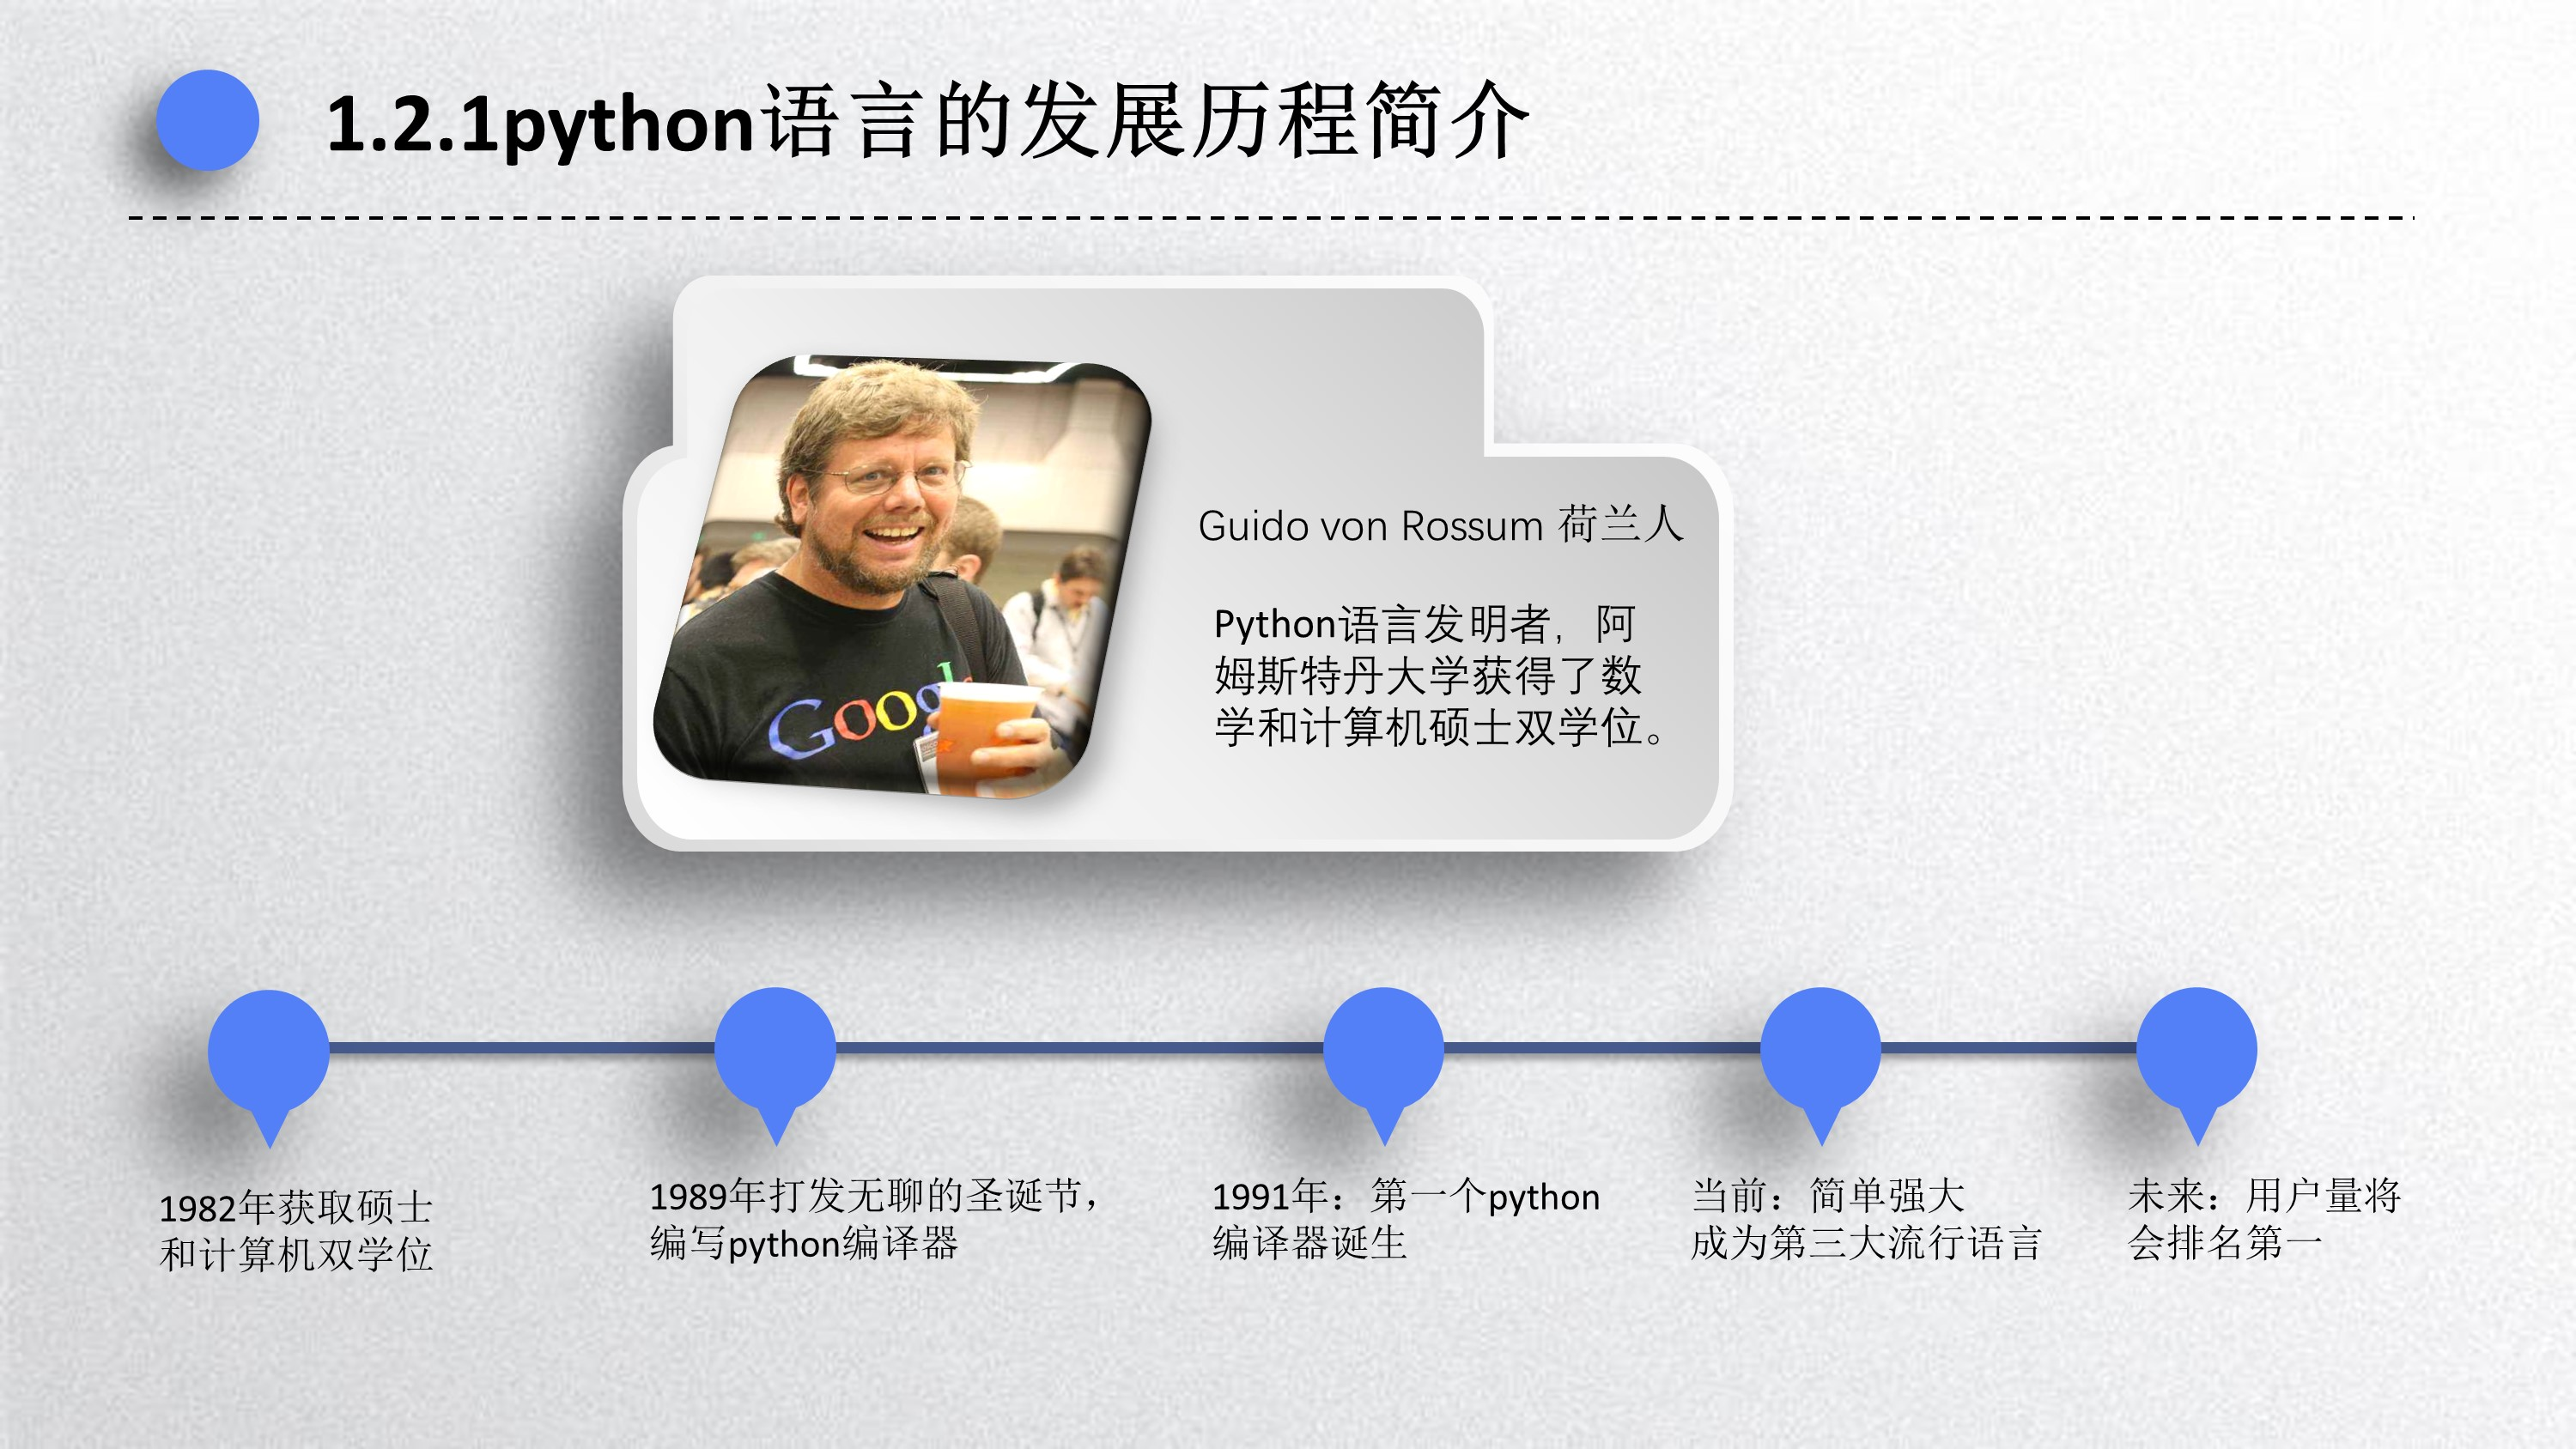 1.2.1python语言的发展历程简介
Guido von Rossum 荷兰人
Python语言发明者，阿
姆斯特丹大学获得了数
学和计算机硕士双学位。
Googl
1982年获取硕士
和计算机双学位
1989年打发无聊的圣诞节，
编写python编译器
1991年：第一个python
编译器诞生
当前：简单强大
成为第三大流行语言
未来：用户量将
会排名第一